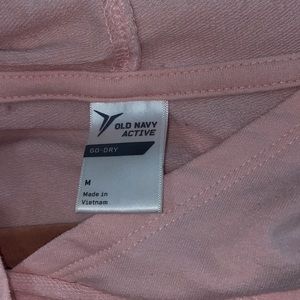 OLD NAVY
ACTIVE
GO-DRY
M
Made in
Vietnam